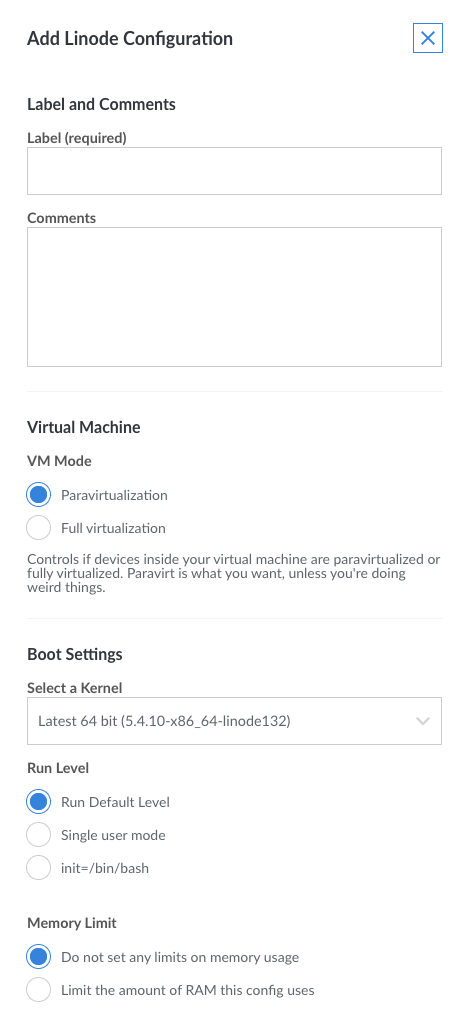 Add Linode Configuration
Label and Comments
Label (required)
Comments
Virtual Machine
VM Mode
Paravirtualization
Full virtualization
Controls if devices inside your virtual machine are paravirtualized or
fully virtualized. Paravirt is what you want, unless you're doing
weird things.
Boot Settings
Select a Kernel
Latest 64 bit (5.4.10-x86_64-linode132)
Run Level
Run Default Level
Single user mode
init=/bin/bash
Memory Limit
Do not set any limits on memory usage
Limit the amount of RAM this config uses